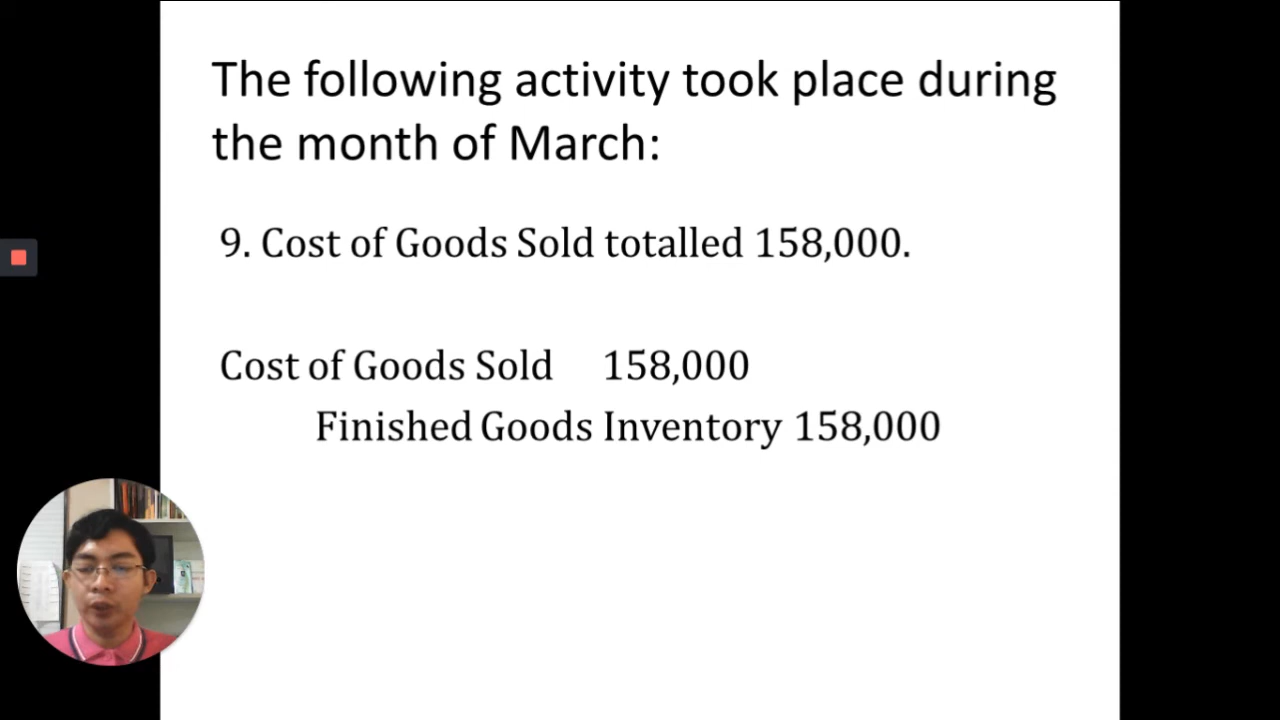 The following activity took place during
the month of March:
9. Cost of Goods Sold totalled 158,000.
Cost of Goods Sold 158,000
Finished Goods Inventory 158,000